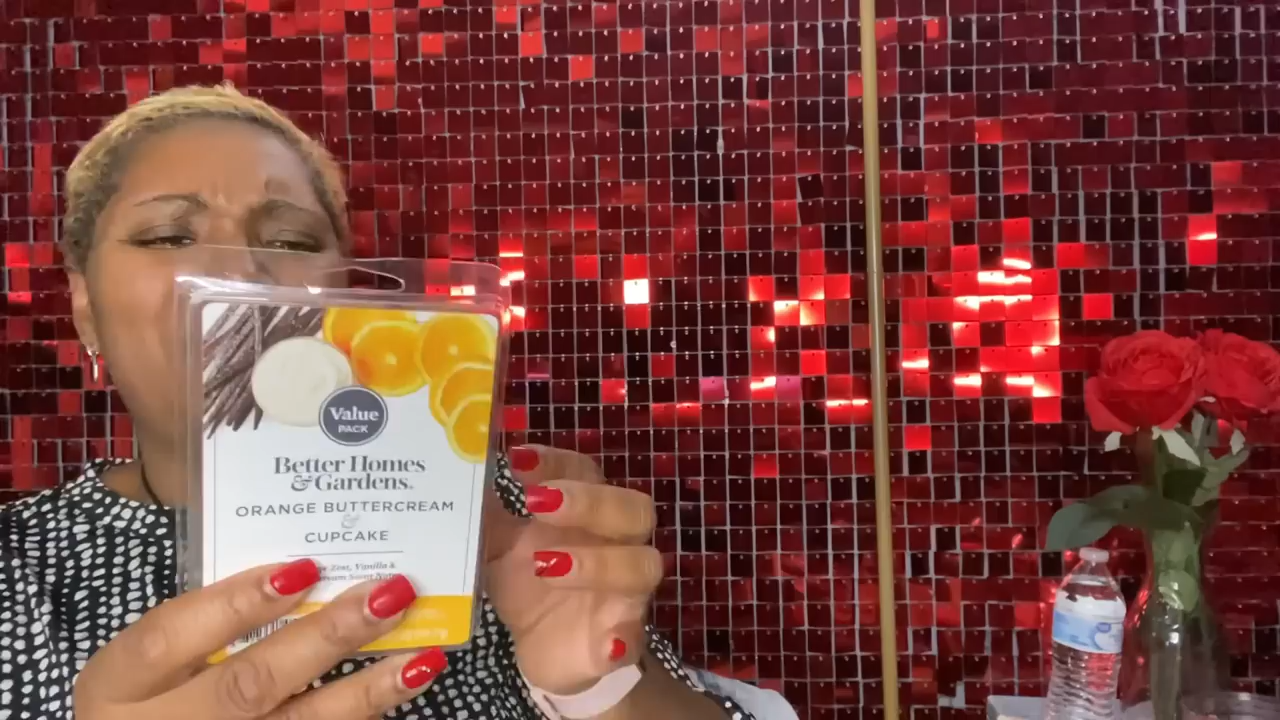 Value
PACK
Better Homes
& Gardens®
ORANGE BUTTERCREAM
&
CUPCAKE
Zest, Vanilla &